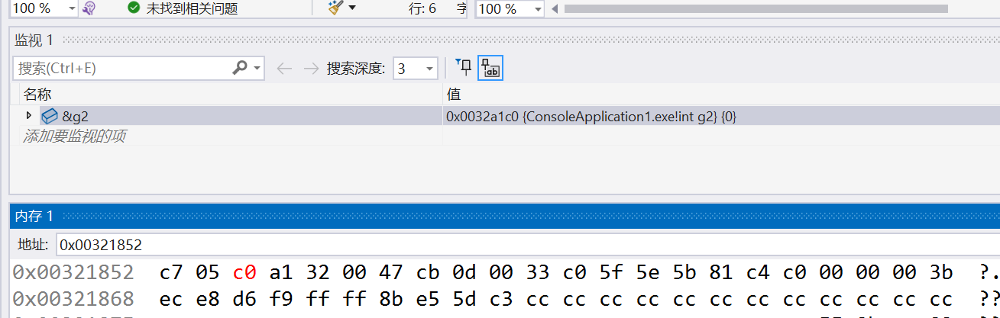 100 % 未找到相关问题 行: 6 字 100 %
监视 1
搜索(Ctrl+E) 搜索深度: 3
名称 值
&g2 0x0032a1c0 {ConsoleApplication1.exe!int g2} {0}
添加要监视的项
内存 1
地址: 0x00321852
0x00321852 c7 05 c0 a1 32 00 47 cb 0d 00 33 c0 5f 5e 5b 81 c4 c0 00 00 00 3b ?.
0x00321868 ec e8 d6 f9 ff ff 8b e5 5d c3 cc cc cc cc cc cc cc cc cc cc cc cc ??